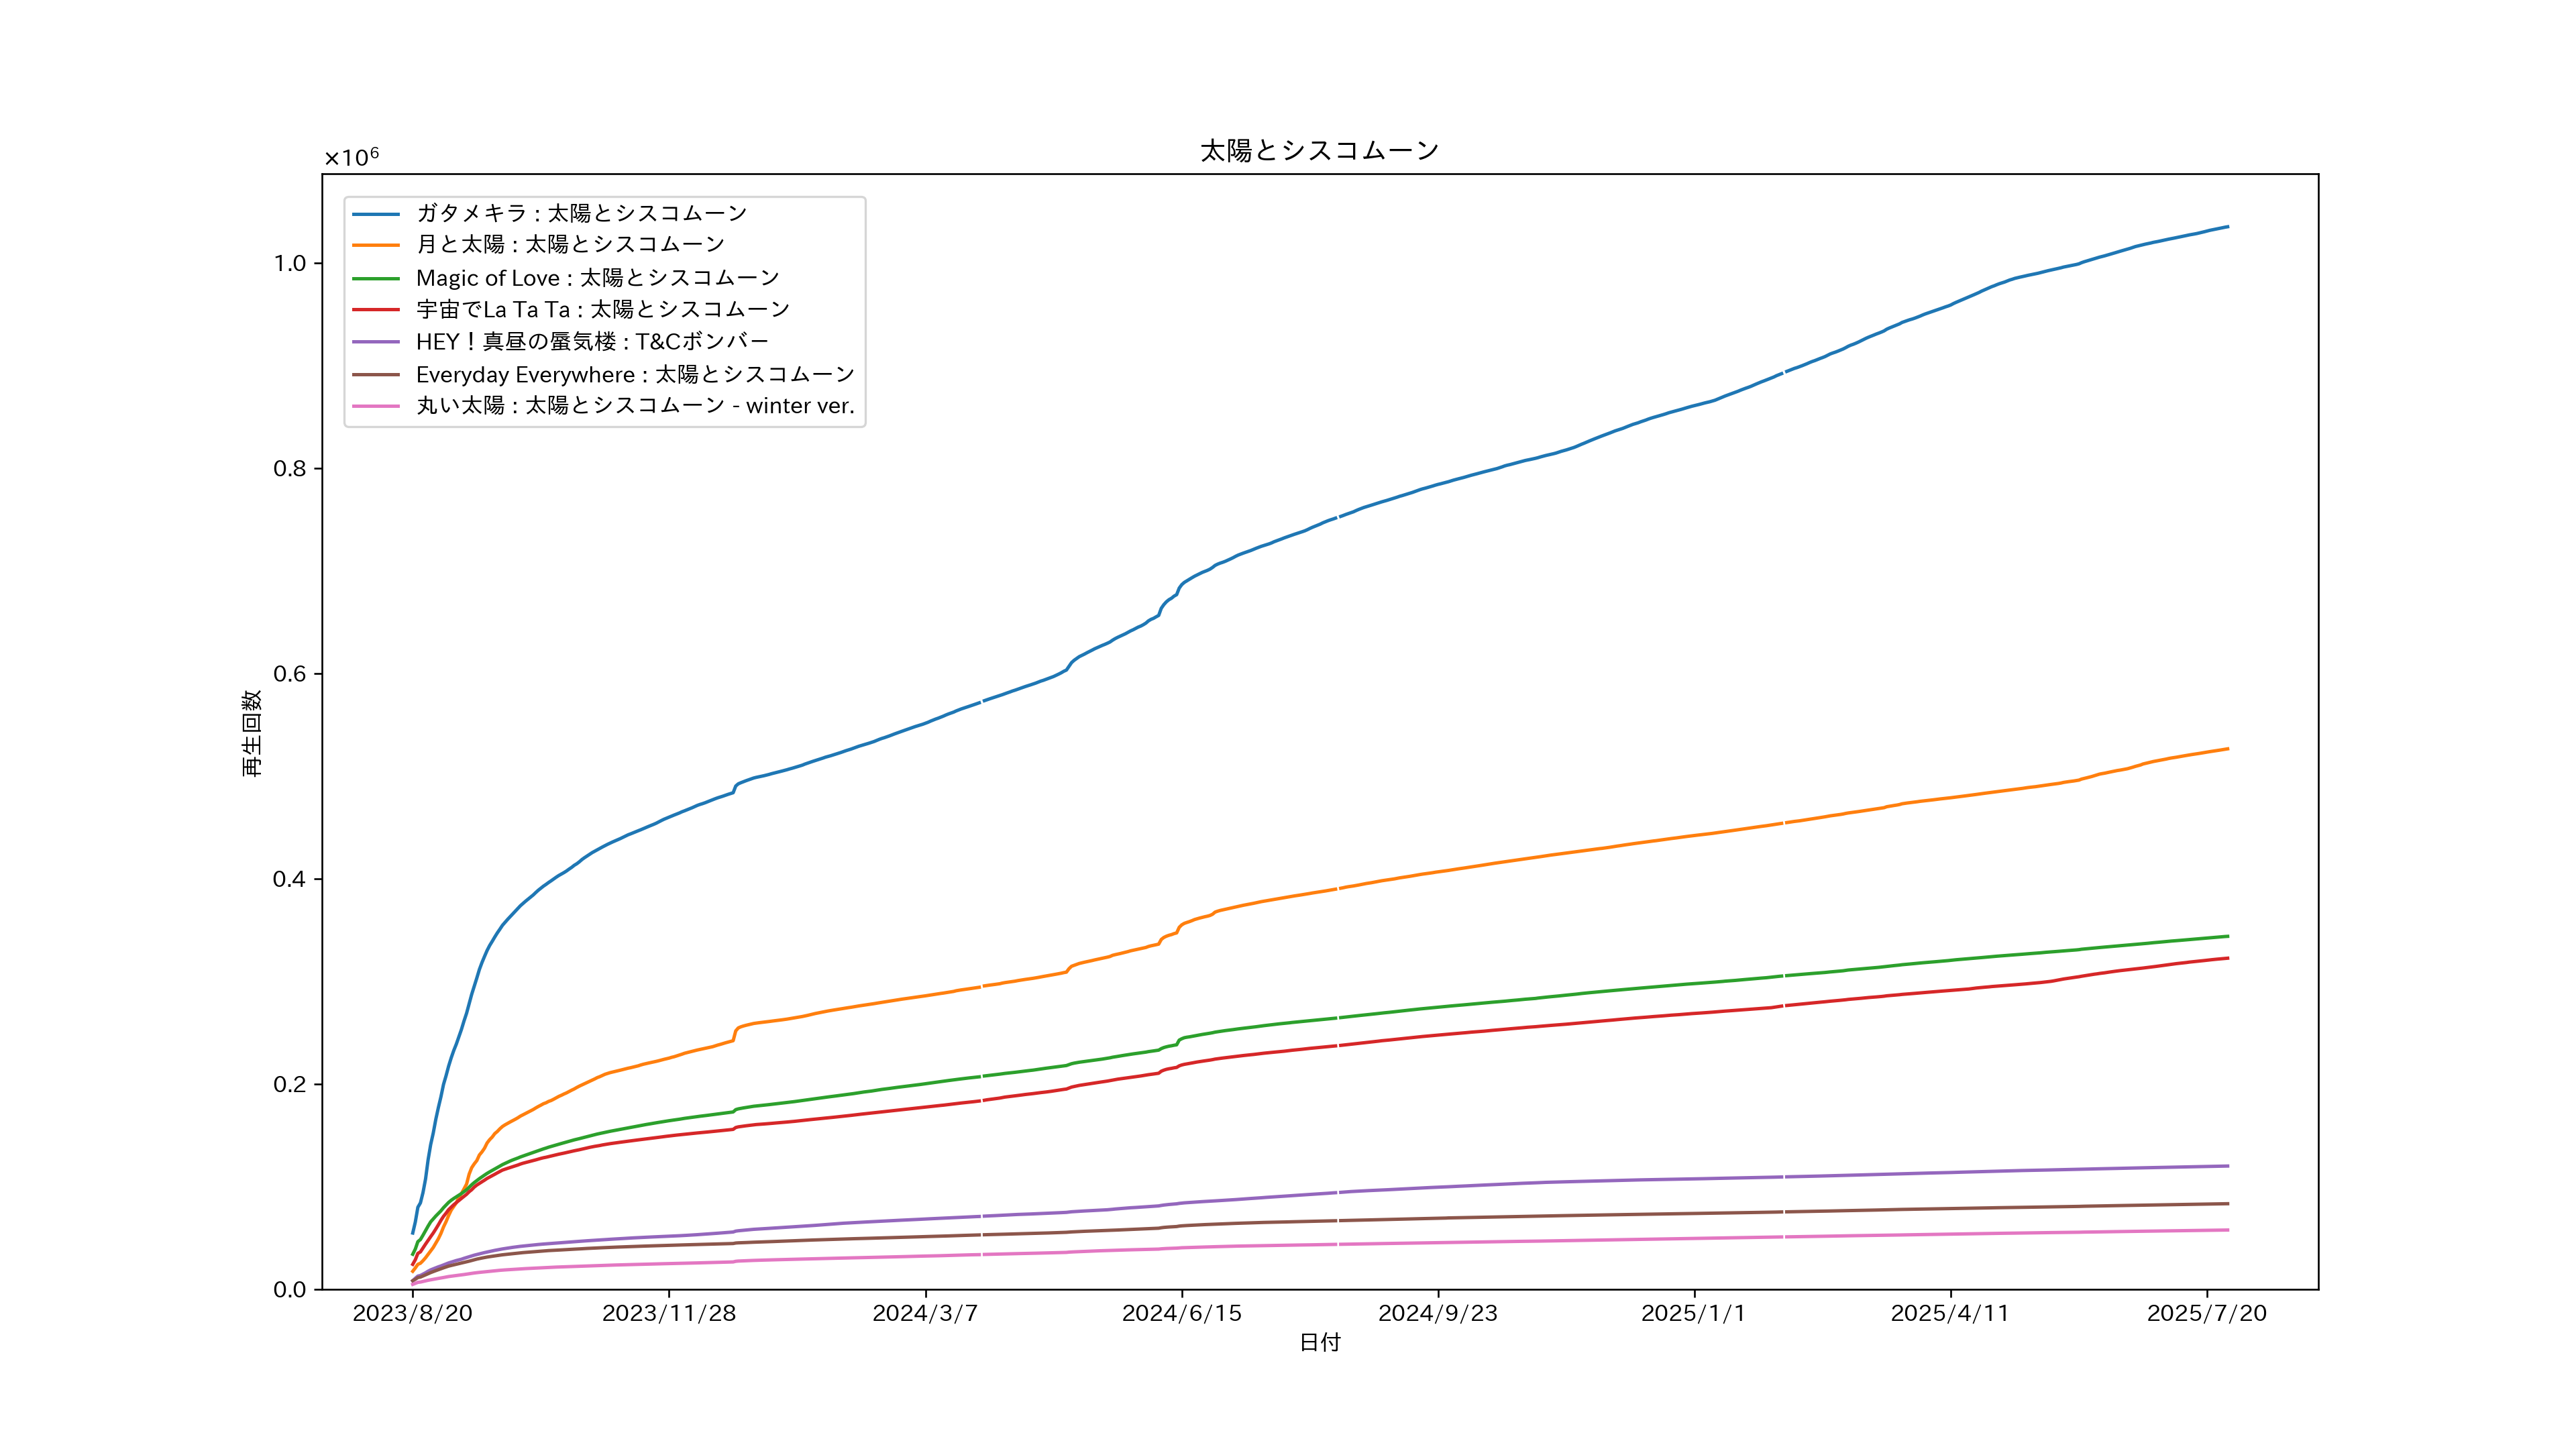 太陽とシスコムーン
×10⁶
ガタメキラ : 太陽とシスコムーン
月と太陽 : 太陽とシスコムーン
Magic of Love : 太陽とシスコムーン
宇宙でLa Ta Ta : 太陽とシスコムーン
HEY！真昼の蜃気楼 : T&Cボンバー
Everyday Everywhere : 太陽とシスコムーン
丸い太陽 : 太陽とシスコムーン - winter ver.
1.0
0.8
0.6
0.4
0.2
0.0
再生回数
2023/8/20 2023/11/28 2024/3/7 2024/6/15 2024/9/23 2025/1/1 2025/4/11 2025/7/20
日付